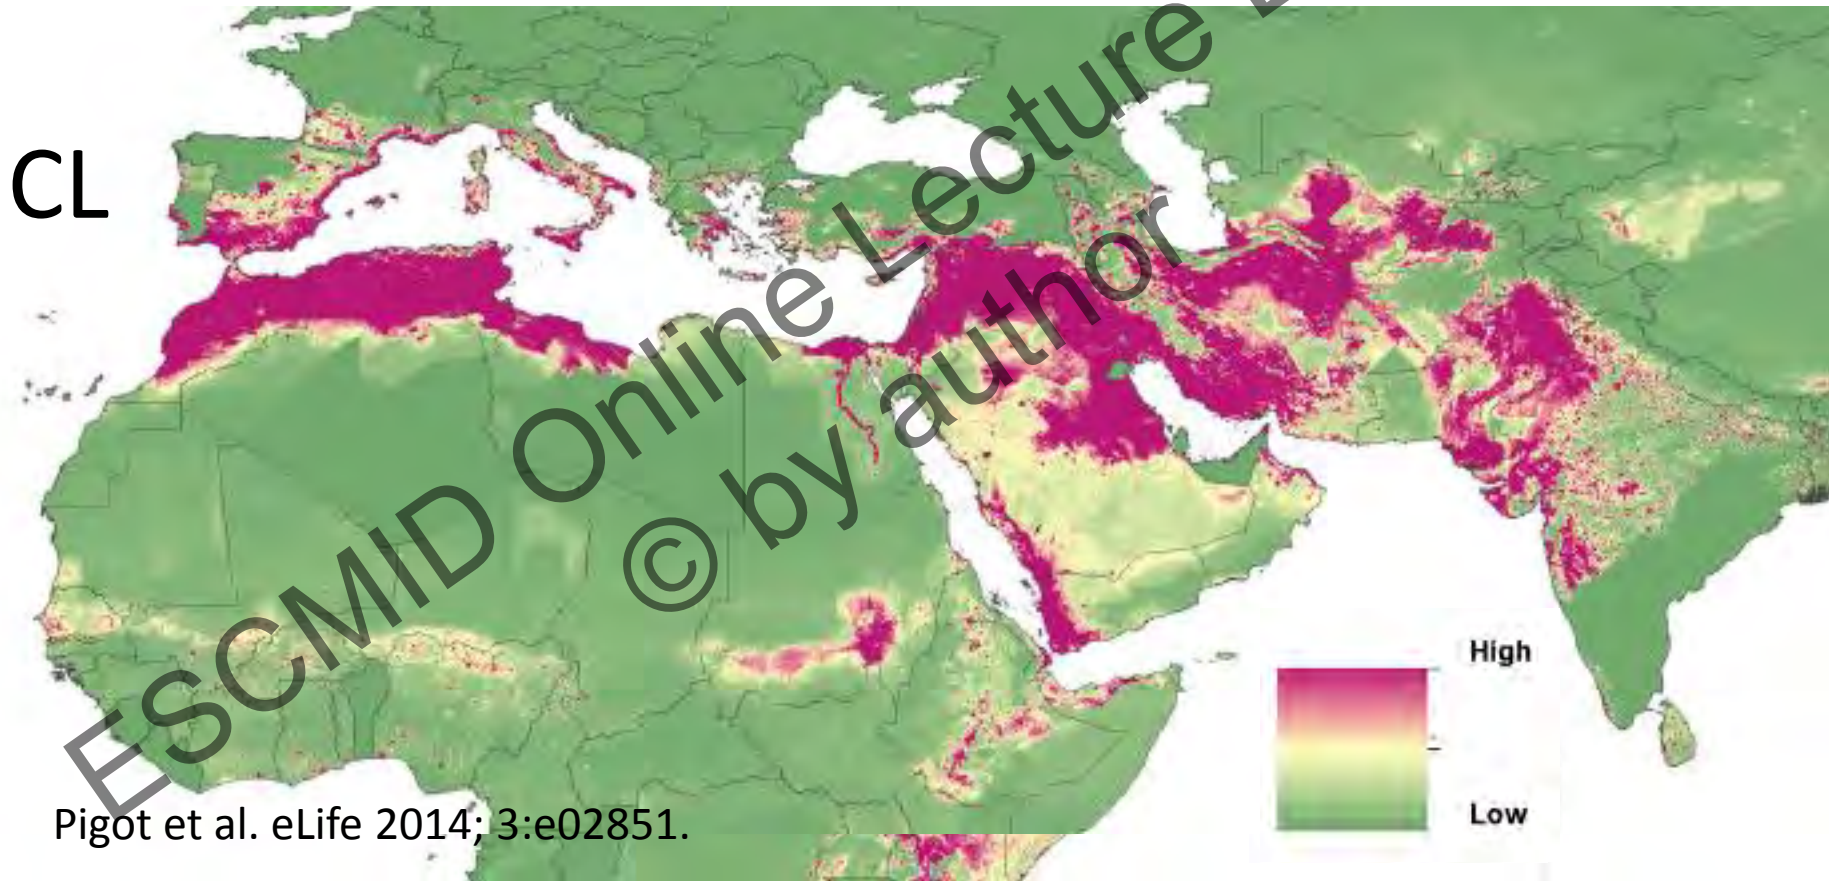 CL
ESCMID Online Lecture
© by author
High
Low
Pigot et al. eLife 2014; 3:e02851.